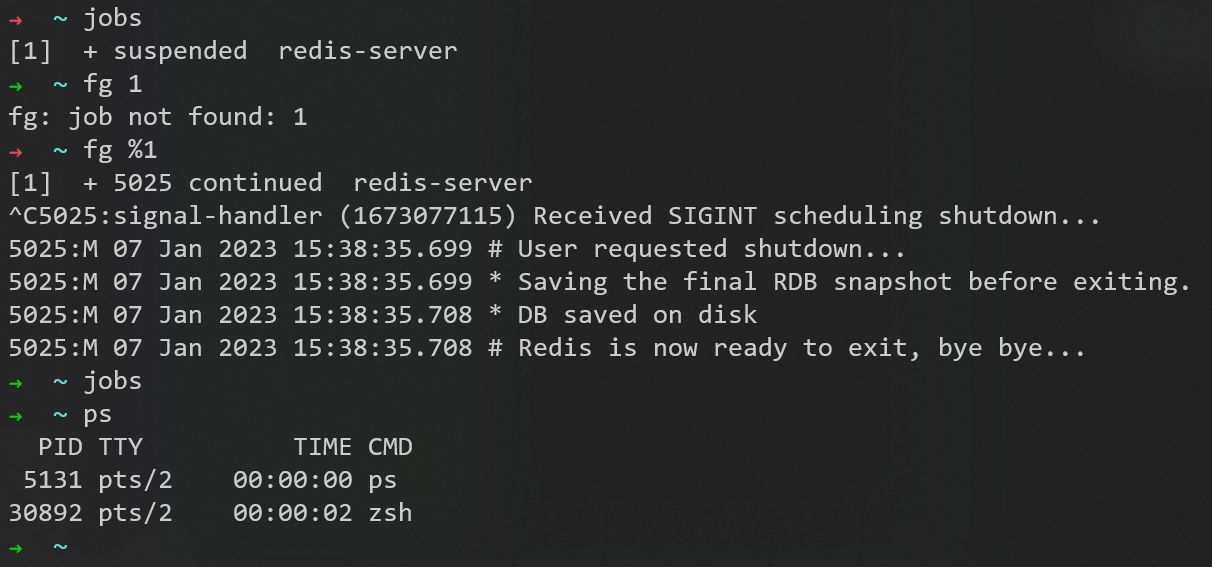 →  ~ jobs
[1]  + suspended  redis-server
→  ~ fg 1
fg: job not found: 1
→  ~ fg %1
[1]  + 5025 continued  redis-server
^C5025:signal-handler (1673077115) Received SIGINT scheduling shutdown...
5025:M 07 Jan 2023 15:38:35.699 # User requested shutdown...
5025:M 07 Jan 2023 15:38:35.699 * Saving the final RDB snapshot before exiting.
5025:M 07 Jan 2023 15:38:35.708 * DB saved on disk
5025:M 07 Jan 2023 15:38:35.708 # Redis is now ready to exit, bye bye...
→  ~ jobs
→  ~ ps
  PID TTY          TIME CMD
 5131 pts/2    00:00:00 ps
30892 pts/2    00:00:02 zsh
→  ~